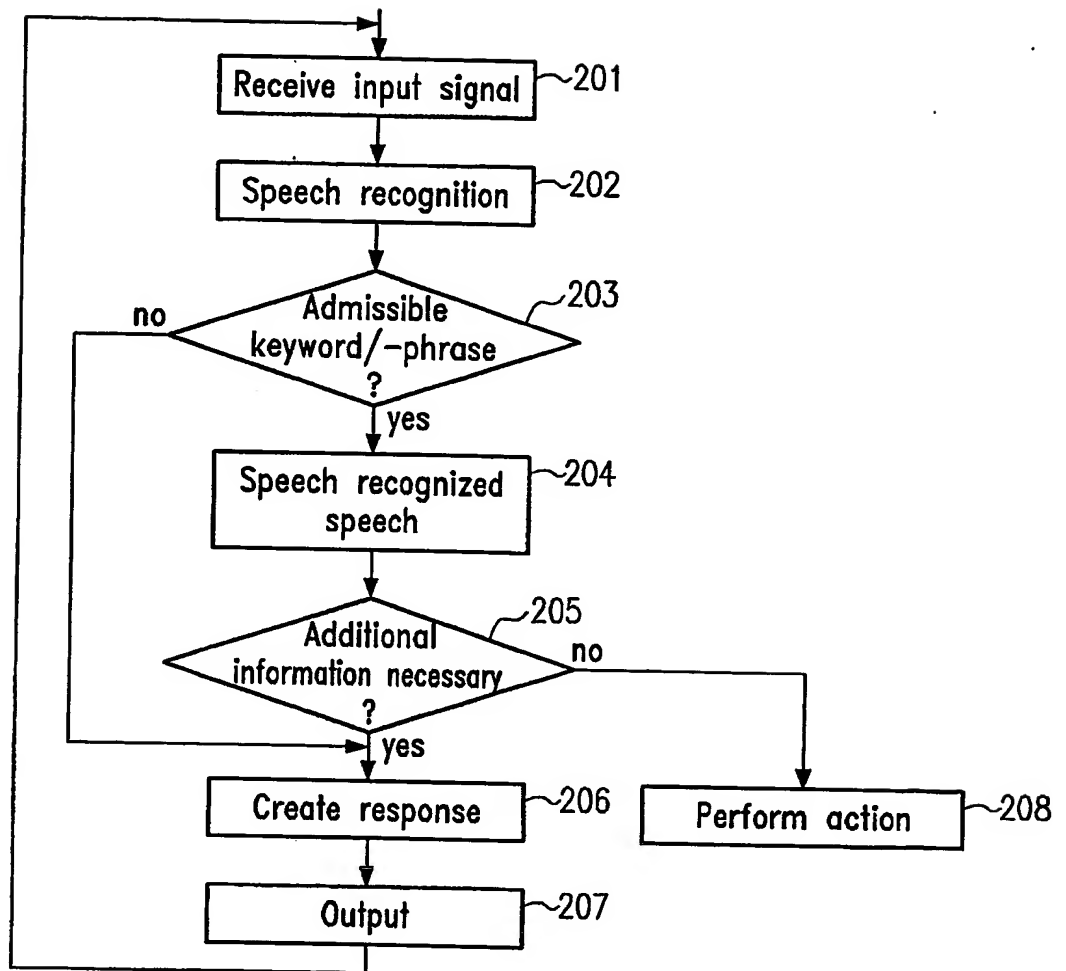 Receive input signal
201
Speech recognition
202
Admissible
keyword/-phrase
?
203
no
yes
Speech recognized
speech
204
Additional
information necessary
?
205
no
yes
Create response
206
Perform action
208
Output
207